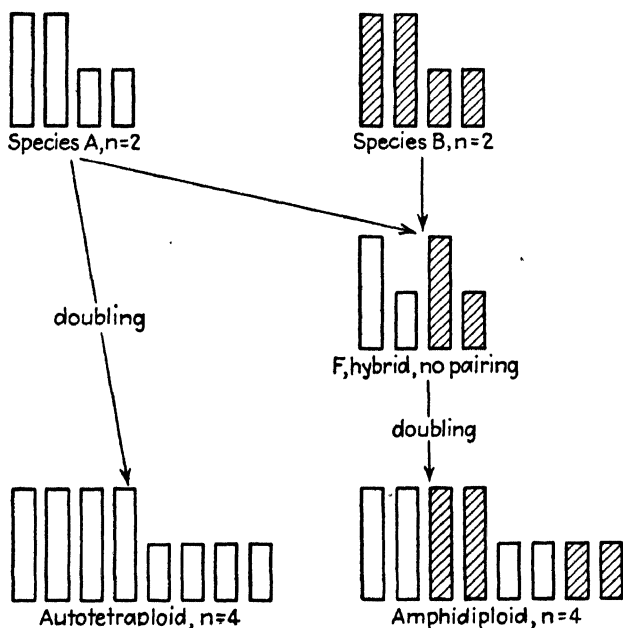 Species A, n=2
Species B, n=2
doubling
F, hybrid, no pairing
doubling
Autotetraploid, n=4
Amphidiploid, n=4